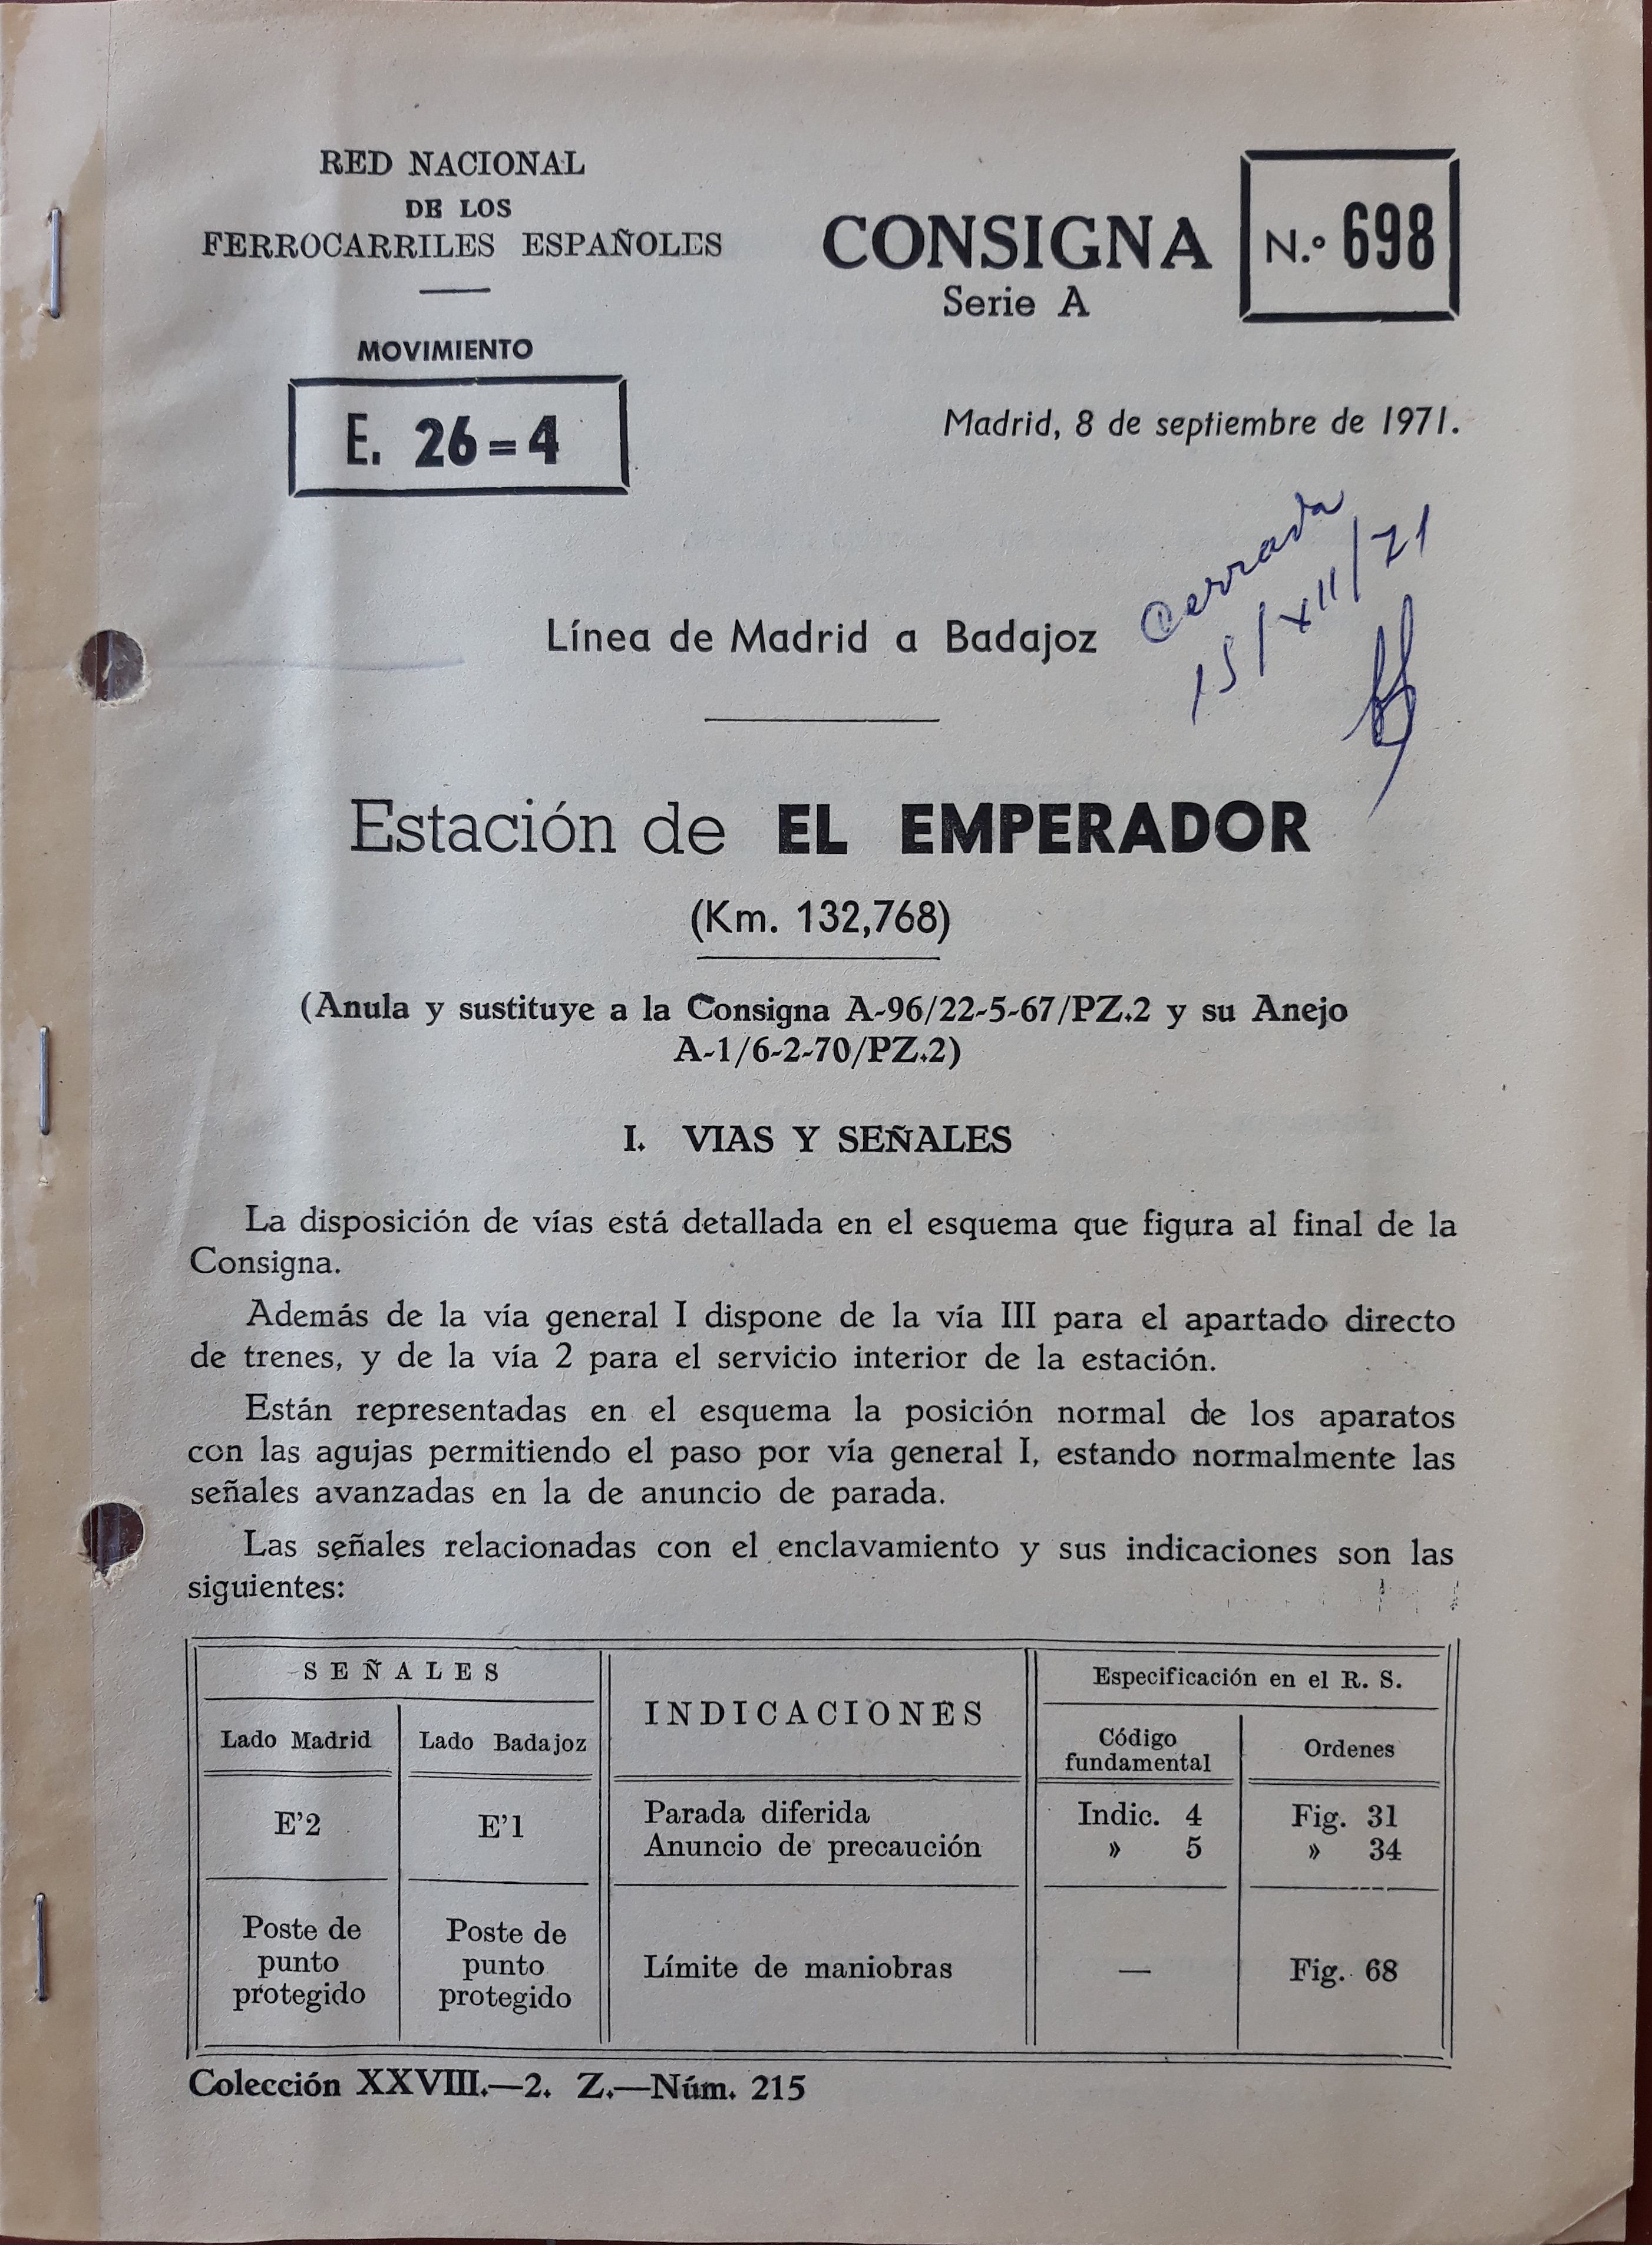 RED NACIONAL
DE LOS
FERROCARRILES ESPAÑOLES
MOVIMIENTO
E. 26=4
CONSIGNA
Serie A
N.º 698
Madrid, 8 de septiembre de 1971.
Cerrada
15/XII/71
Línea de Madrid a Badajoz
Estación de EL EMPERADOR
(Km. 132,768)
(Anula y sustituye a la Consigna A-96/22-5-67/PZ.2 y su Anejo
A-1/6-2-70/PZ.2)
I. VIAS Y SEÑALES
La disposición de vías está detallada en el esquema que figura al final de la
Consigna.
Además de la vía general I dispone de la vía III para el apartado directo
de trenes, y de la vía 2 para el servicio interior de la estación.
Están representadas en el esquema la posición normal de los aparatos
con las agujas permitiendo el paso por vía general I, estando normalmente las
señales avanzadas en la de anuncio de parada.
Las señales relacionadas con el enclavamiento y sus indicaciones son las
siguientes:
SEÑALES
Lado Madrid
Lado Badajoz
INDICACIONES
Especificación en el R. S.
Código
fundamental
Ordenes
E'2
E'1
Parada diferida
Anuncio de precaución
Indic. 4
» 5
Fig. 31
» 34
Poste de
punto
protegido
Poste de
punto
protegido
Límite de maniobras
—
Fig. 68
Colección XXVIII.—2. Z.—Núm. 215